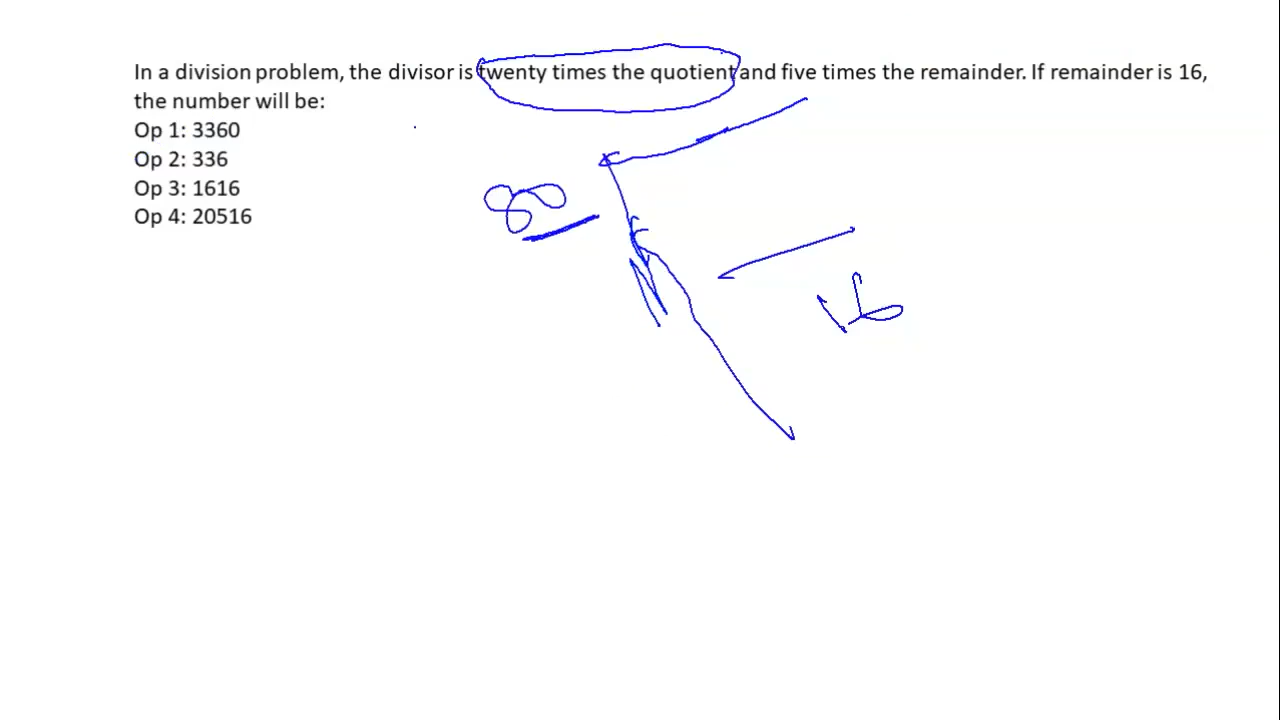 In a division problem, the divisor is twenty times the quotient and five times the remainder. If remainder is 16,
the number will be:
Op 1: 3360
Op 2: 336
Op 3: 1616
Op 4: 20516
80
16